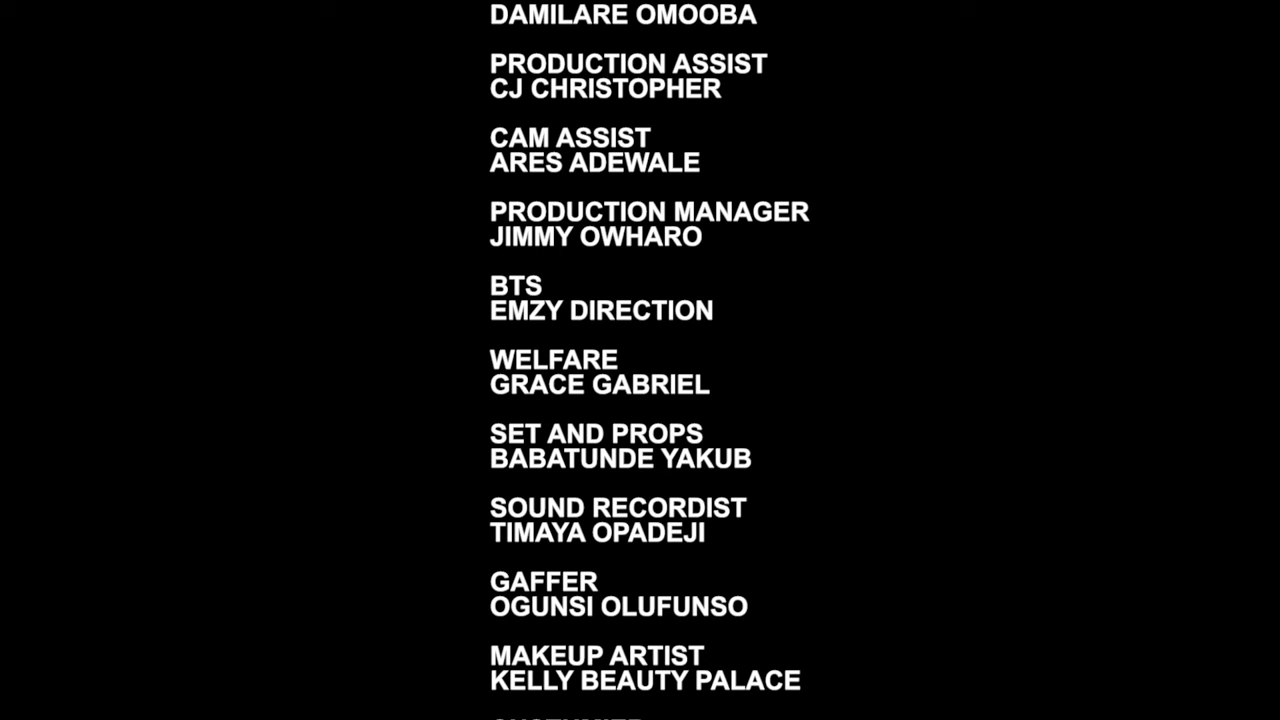 DAMILARE OMOOBA
PRODUCTION ASSIST
CJ CHRISTOPHER
CAM ASSIST
ARES ADEWALE
PRODUCTION MANAGER
JIMMY OWHARO
BTS
EMZY DIRECTION
WELFARE
GRACE GABRIEL
SET AND PROPS
BABATUNDE YAKUB
SOUND RECORDIST
TIMAYA OPADEJI
GAFFER
OGUNSI OLUFUNSO
MAKEUP ARTIST
KELLY BEAUTY PALACE